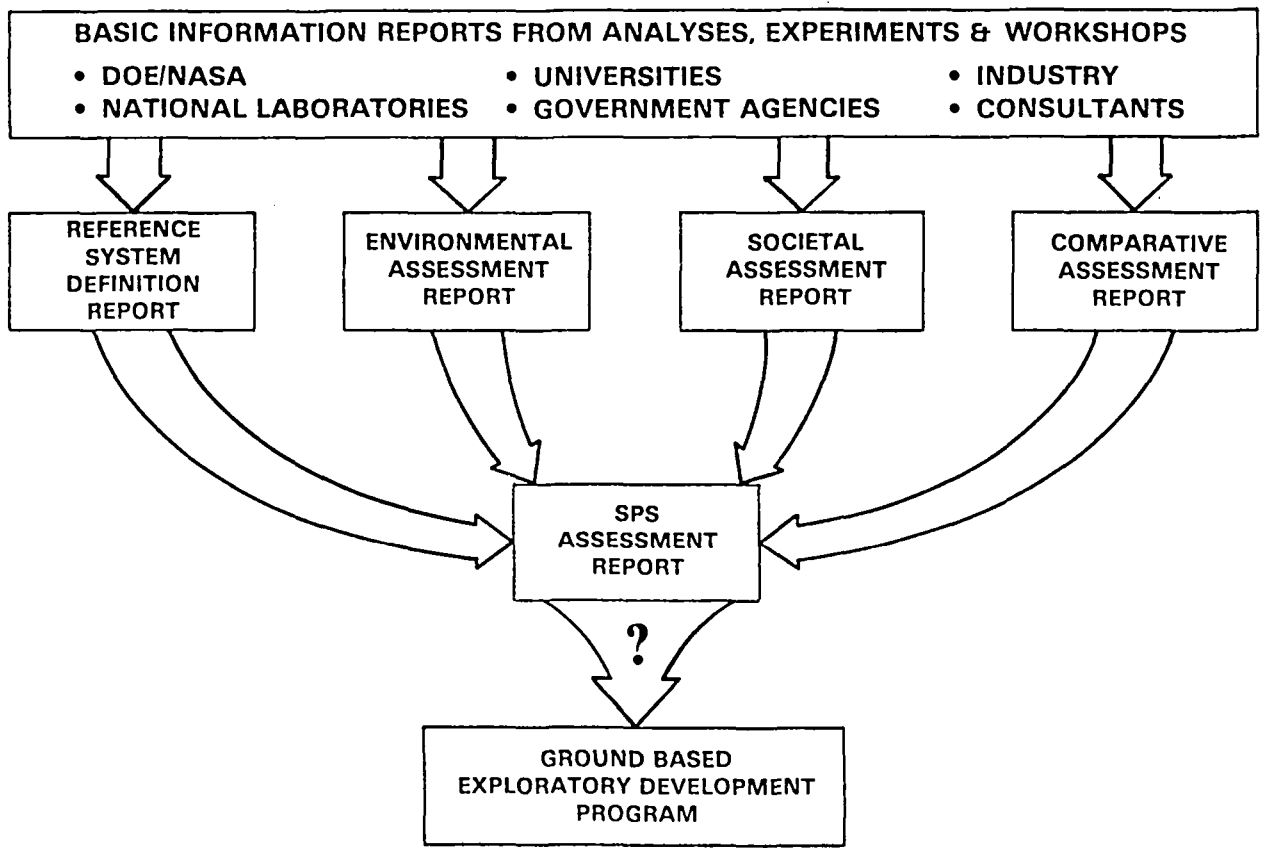 BASIC INFORMATION REPORTS FROM ANALYSES, EXPERIMENTS & WORKSHOPS
• DOE/NASA • UNIVERSITIES • INDUSTRY
• NATIONAL LABORATORIES • GOVERNMENT AGENCIES • CONSULTANTS
REFERENCE
SYSTEM
DEFINITION
REPORT
ENVIRONMENTAL
ASSESSMENT
REPORT
SOCIETAL
ASSESSMENT
REPORT
COMPARATIVE
ASSESSMENT
REPORT
SPS
ASSESSMENT
REPORT
?
GROUND BASED
EXPLORATORY DEVELOPMENT
PROGRAM